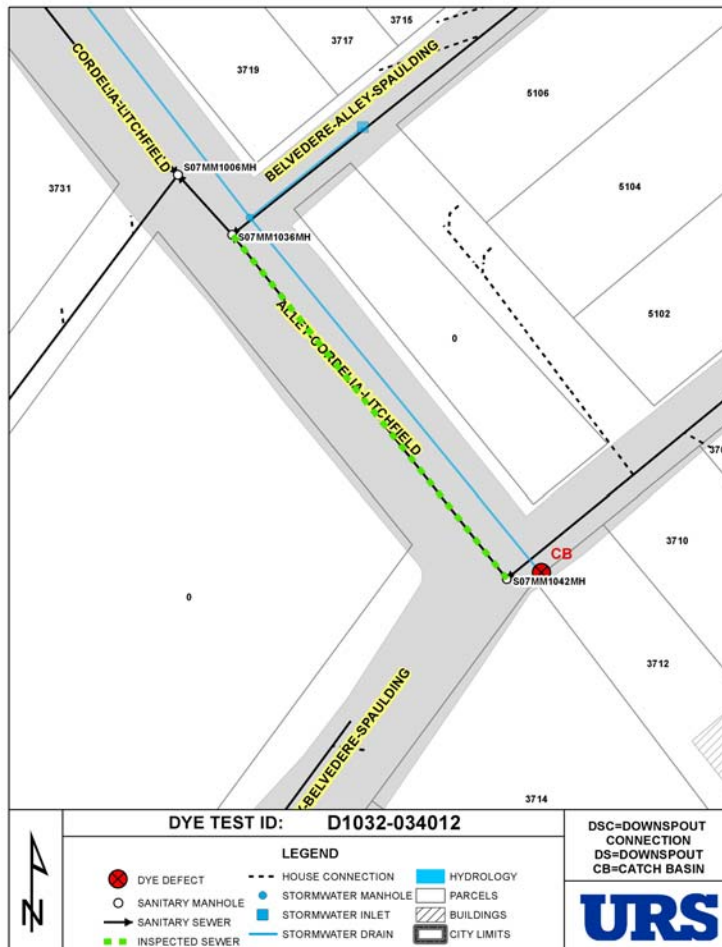 3715
3717
3719
CORDELIA-LITCHFIELD
BELVEDERE-ALLEY-SPAULDING
5106
S07MM1006MH
3731
5104
S07MM1036MH
ALLEY-CORDELIA-LITCHFIELD
5102
0
CB
3710
S07MM1042MH
0
3712
-BELVEDERE-SPAULDING
3714
DYE TEST ID: D1032-034012
LEGEND
DYE DEFECT
SANITARY MANHOLE
SANITARY SEWER
INSPECTED SEWER
HOUSE CONNECTION
STORMWATER MANHOLE
STORMWATER INLET
STORMWATER DRAIN
HYDROLOGY
PARCELS
BUILDINGS
CITY LIMITS
DSC=DOWNSPOUT
CONNECTION
DS=DOWNSPOUT
CB=CATCH BASIN
URS
N